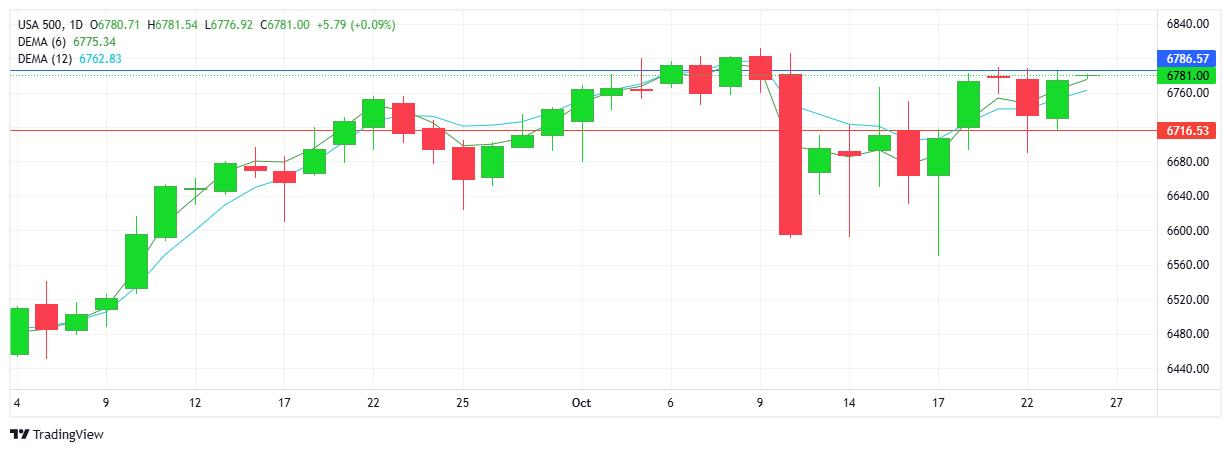 USA 500, 1D O6780.71 H6781.54 L6776.92 C6781.00 +5.79 (+0.09%)
DEMA (6) 6775.34
DEMA (12) 6762.83
6840.00
6786.57
6781.00
6760.00
6716.53
6680.00
6640.00
6600.00
6560.00
6520.00
6480.00
6440.00
4 9 12 17 22 25 Oct 6 9 14 17 22 27
TradingView